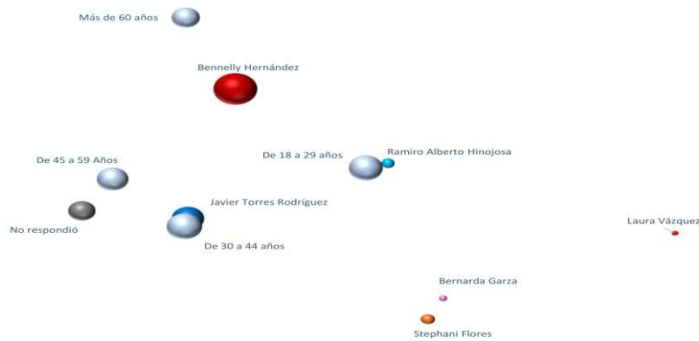 Más de 60 años
Bennelly Hernández
De 18 a 29 años
Ramiro Alberto Hinojosa
De 45 a 59 Años
Javier Torres Rodríguez
No respondió
Laura Vázquez
De 30 a 44 años
Bernarda Garza
Stephani Flores